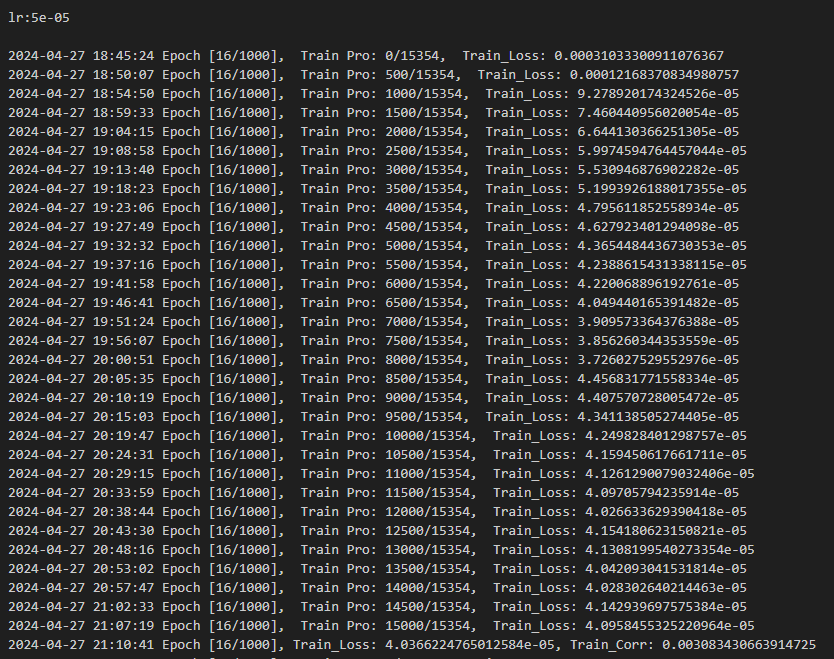 lr:5e-05
2024-04-27 18:45:24 Epoch [16/1000],  Train Pro: 0/15354,  Train_Loss: 0.00031033300911076367
2024-04-27 18:50:07 Epoch [16/1000],  Train Pro: 500/15354,  Train_Loss: 0.00012168370834980757
2024-04-27 18:54:50 Epoch [16/1000],  Train Pro: 1000/15354,  Train_Loss: 9.278920174324526e-05
2024-04-27 18:59:33 Epoch [16/1000],  Train Pro: 1500/15354,  Train_Loss: 7.460440956020054e-05
2024-04-27 19:04:15 Epoch [16/1000],  Train Pro: 2000/15354,  Train_Loss: 6.644130366251305e-05
2024-04-27 19:08:58 Epoch [16/1000],  Train Pro: 2500/15354,  Train_Loss: 5.9974594764457044e-05
2024-04-27 19:13:40 Epoch [16/1000],  Train Pro: 3000/15354,  Train_Loss: 5.530946876902282e-05
2024-04-27 19:18:23 Epoch [16/1000],  Train Pro: 3500/15354,  Train_Loss: 5.1993926188017355e-05
2024-04-27 19:23:06 Epoch [16/1000],  Train Pro: 4000/15354,  Train_Loss: 4.795611852558934e-05
2024-04-27 19:27:49 Epoch [16/1000],  Train Pro: 4500/15354,  Train_Loss: 4.627923401294098e-05
2024-04-27 19:32:32 Epoch [16/1000],  Train Pro: 5000/15354,  Train_Loss: 4.3654484436730353e-05
2024-04-27 19:37:16 Epoch [16/1000],  Train Pro: 5500/15354,  Train_Loss: 4.2388615431338115e-05
2024-04-27 19:41:58 Epoch [16/1000],  Train Pro: 6000/15354,  Train_Loss: 4.220068896192761e-05
2024-04-27 19:46:41 Epoch [16/1000],  Train Pro: 6500/15354,  Train_Loss: 4.049440165391482e-05
2024-04-27 19:51:24 Epoch [16/1000],  Train Pro: 7000/15354,  Train_Loss: 3.909573364376388e-05
2024-04-27 19:56:07 Epoch [16/1000],  Train Pro: 7500/15354,  Train_Loss: 3.856260344353559e-05
2024-04-27 20:00:51 Epoch [16/1000],  Train Pro: 8000/15354,  Train_Loss: 3.726027529552976e-05
2024-04-27 20:05:35 Epoch [16/1000],  Train Pro: 8500/15354,  Train_Loss: 4.456831771558334e-05
2024-04-27 20:10:19 Epoch [16/1000],  Train Pro: 9000/15354,  Train_Loss: 4.407570728005472e-05
2024-04-27 20:15:03 Epoch [16/1000],  Train Pro: 9500/15354,  Train_Loss: 4.341138505274405e-05
2024-04-27 20:19:47 Epoch [16/1000],  Train Pro: 10000/15354,  Train_Loss: 4.249828401298757e-05
2024-04-27 20:24:31 Epoch [16/1000],  Train Pro: 10500/15354,  Train_Loss: 4.159450617661711e-05
2024-04-27 20:29:15 Epoch [16/1000],  Train Pro: 11000/15354,  Train_Loss: 4.1261290079032406e-05
2024-04-27 20:33:59 Epoch [16/1000],  Train Pro: 11500/15354,  Train_Loss: 4.09705794235914e-05
2024-04-27 20:38:44 Epoch [16/1000],  Train Pro: 12000/15354,  Train_Loss: 4.026633629390418e-05
2024-04-27 20:43:30 Epoch [16/1000],  Train Pro: 12500/15354,  Train_Loss: 4.154180623150821e-05
2024-04-27 20:48:16 Epoch [16/1000],  Train Pro: 13000/15354,  Train_Loss: 4.1308199540273354e-05
2024-04-27 20:53:02 Epoch [16/1000],  Train Pro: 13500/15354,  Train_Loss: 4.042093041531814e-05
2024-04-27 20:57:47 Epoch [16/1000],  Train Pro: 14000/15354,  Train_Loss: 4.028302640214463e-05
2024-04-27 21:02:33 Epoch [16/1000],  Train Pro: 14500/15354,  Train_Loss: 4.142939697575384e-05
2024-04-27 21:07:19 Epoch [16/1000],  Train Pro: 15000/15354,  Train_Loss: 4.0958455325220964e-05
2024-04-27 21:10:41 Epoch [16/1000], Train_Loss: 4.0366224765012584e-05, Train_Corr: 0.003083430663914725